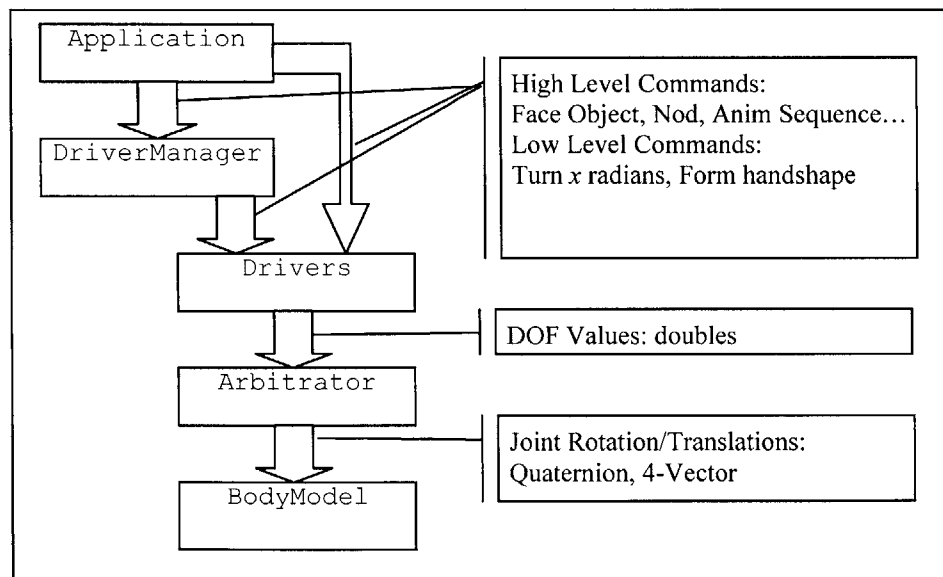 Application
DriverManager
Drivers
Arbitrator
BodyModel
High Level Commands:
Face Object, Nod, Anim Sequence…
Low Level Commands:
Turn x radians, Form handshape
DOF Values: doubles
Joint Rotation/Translations:
Quaternion, 4-Vector